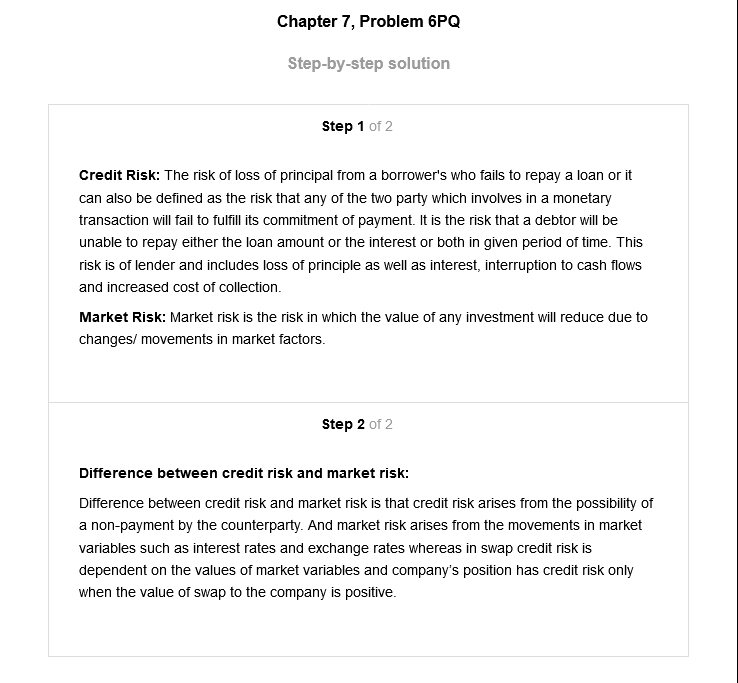 Chapter 7, Problem 6PQ
Step-by-step solution
Step 1 of 2
Credit Risk: The risk of loss of principal from a borrower's who fails to repay a loan or it
can also be defined as the risk that any of the two party which involves in a monetary
transaction will fail to fulfill its commitment of payment. It is the risk that a debtor will be
unable to repay either the loan amount or the interest or both in given period of time. This
risk is of lender and includes loss of principle as well as interest, interruption to cash flows
and increased cost of collection.
Market Risk: Market risk is the risk in which the value of any investment will reduce due to
changes/ movements in market factors.
Step 2 of 2
Difference between credit risk and market risk:
Difference between credit risk and market risk is that credit risk arises from the possibility of
a non-payment by the counterparty. And market risk arises from the movements in market
variables such as interest rates and exchange rates whereas in swap credit risk is
dependent on the values of market variables and company's position has credit risk only
when the value of swap to the company is positive.